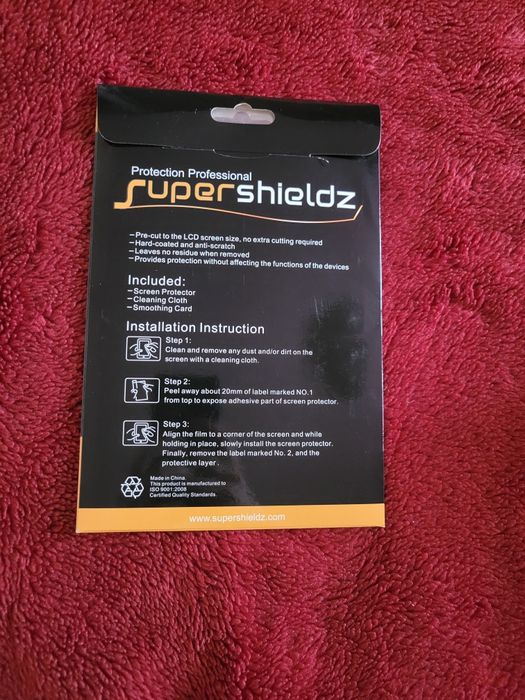 Protection Professional
supershieldz
–Pre-cut to the LCD screen size, no extra cutting required
–Hard-coated and anti-scratch
–Leaves no residue when removed
–Provides protection without affecting the functions of the devices
Included:
–Screen Protector
–Cleaning Cloth
–Smoothing Card
Installation Instruction
Step 1:
Clean and remove any dust and/or dirt on the
screen with a cleaning cloth.
Step 2:
Peel away about 20mm of label marked NO.1
from top to expose adhesive part of screen protector.
Step 3:
Align the film to a corner of the screen and while
holding in place, slowly install the screen protector.
Finally, remove the label marked No. 2, and the
protective layer.
Made in China.
This product is manufactured to
ISO 9001:2008
Certified Quality Standards.
www.supershieldz.com